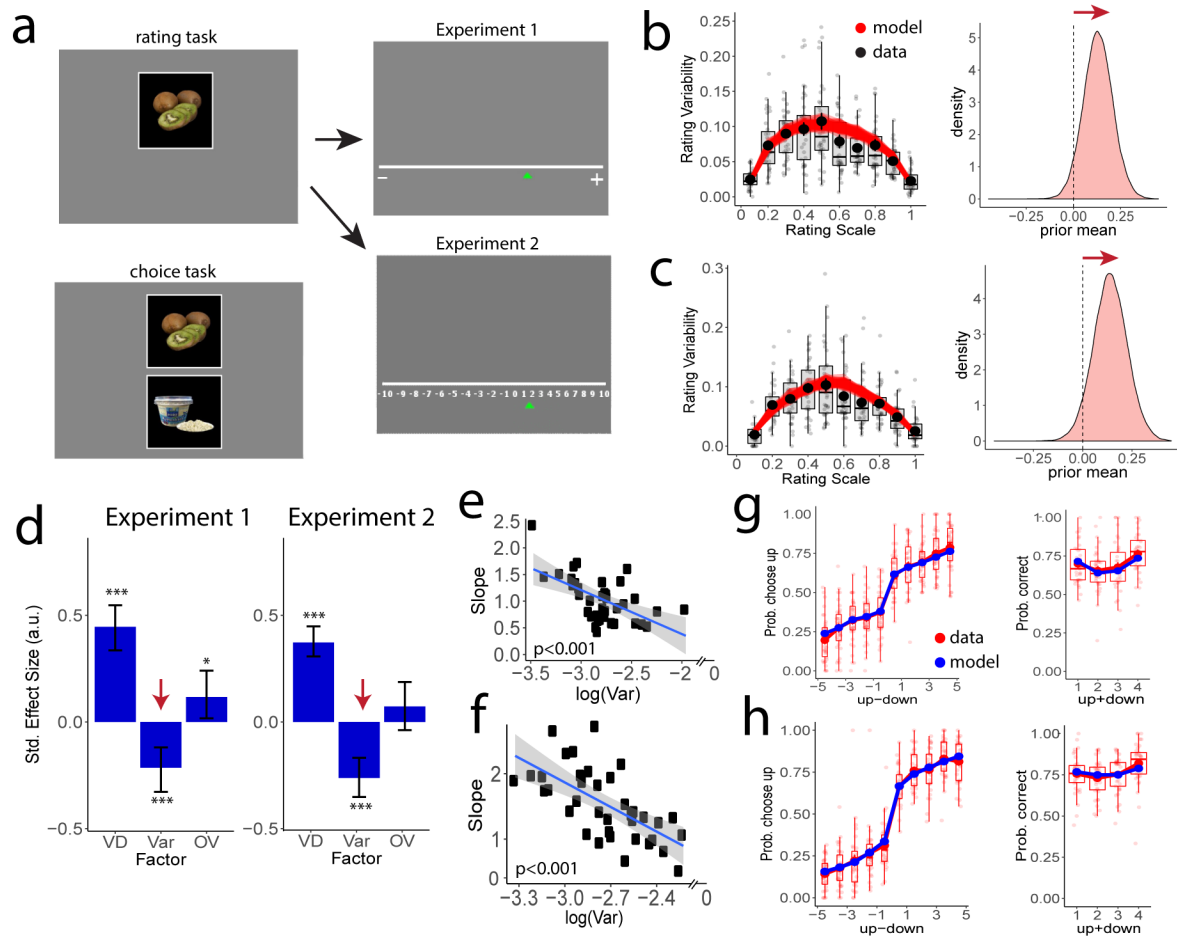 a
rating task
Experiment 1
−
+
Experiment 2
-10 -9 -8 -7 -6 -5 -4 -3 -2 -1 0 1 2 3 4 5 6 7 8 9 10
choice task
b
model
data
Rating Variability
0.20
0.15
0.10
0.05
0.00
0 0.2 0.4 0.6 0.8 1
Rating Scale
density
5
4
3
2
1
0
−0.25 0.00 0.25
prior mean
c
Rating Variability
0.3
0.2
0.1
0.0
0 0.2 0.4 0.6 0.8 1
Rating Scale
density
4
3
2
1
0
−0.25 0.00 0.25
prior mean
d
Experiment 1
Experiment 2
Std. Effect Size (a.u.)
0.5
0.0
−0.5
***
***
*
VD Var OV
Factor
0.5
0.0
−0.5
***
***
VD Var OV
Factor
e
Slope
2.5
2.0
1.5
1.0
0.5
0
p<0.001
−3.5 −3.0 −2.5 −2 0
log(Var)
f
Slope
2
1
0
p<0.001
−3.3 −3.0 −2.7 −2.4 0
log(Var)
g
Prob. choose up
1.00
0.75
0.50
0.25
0.00
data
model
−5 −3 −1 1 3 5
up−down
Prob. correct
1.00
0.75
0.50
0.25
0.00
1 2 3 4
up+down
h
Prob. choose up
1.00
0.75
0.50
0.25
0.00
−5 −3 −1 1 3 5
up−down
Prob. correct
1.00
0.75
0.50
0.25
0.00
1 2 3 4
up+down